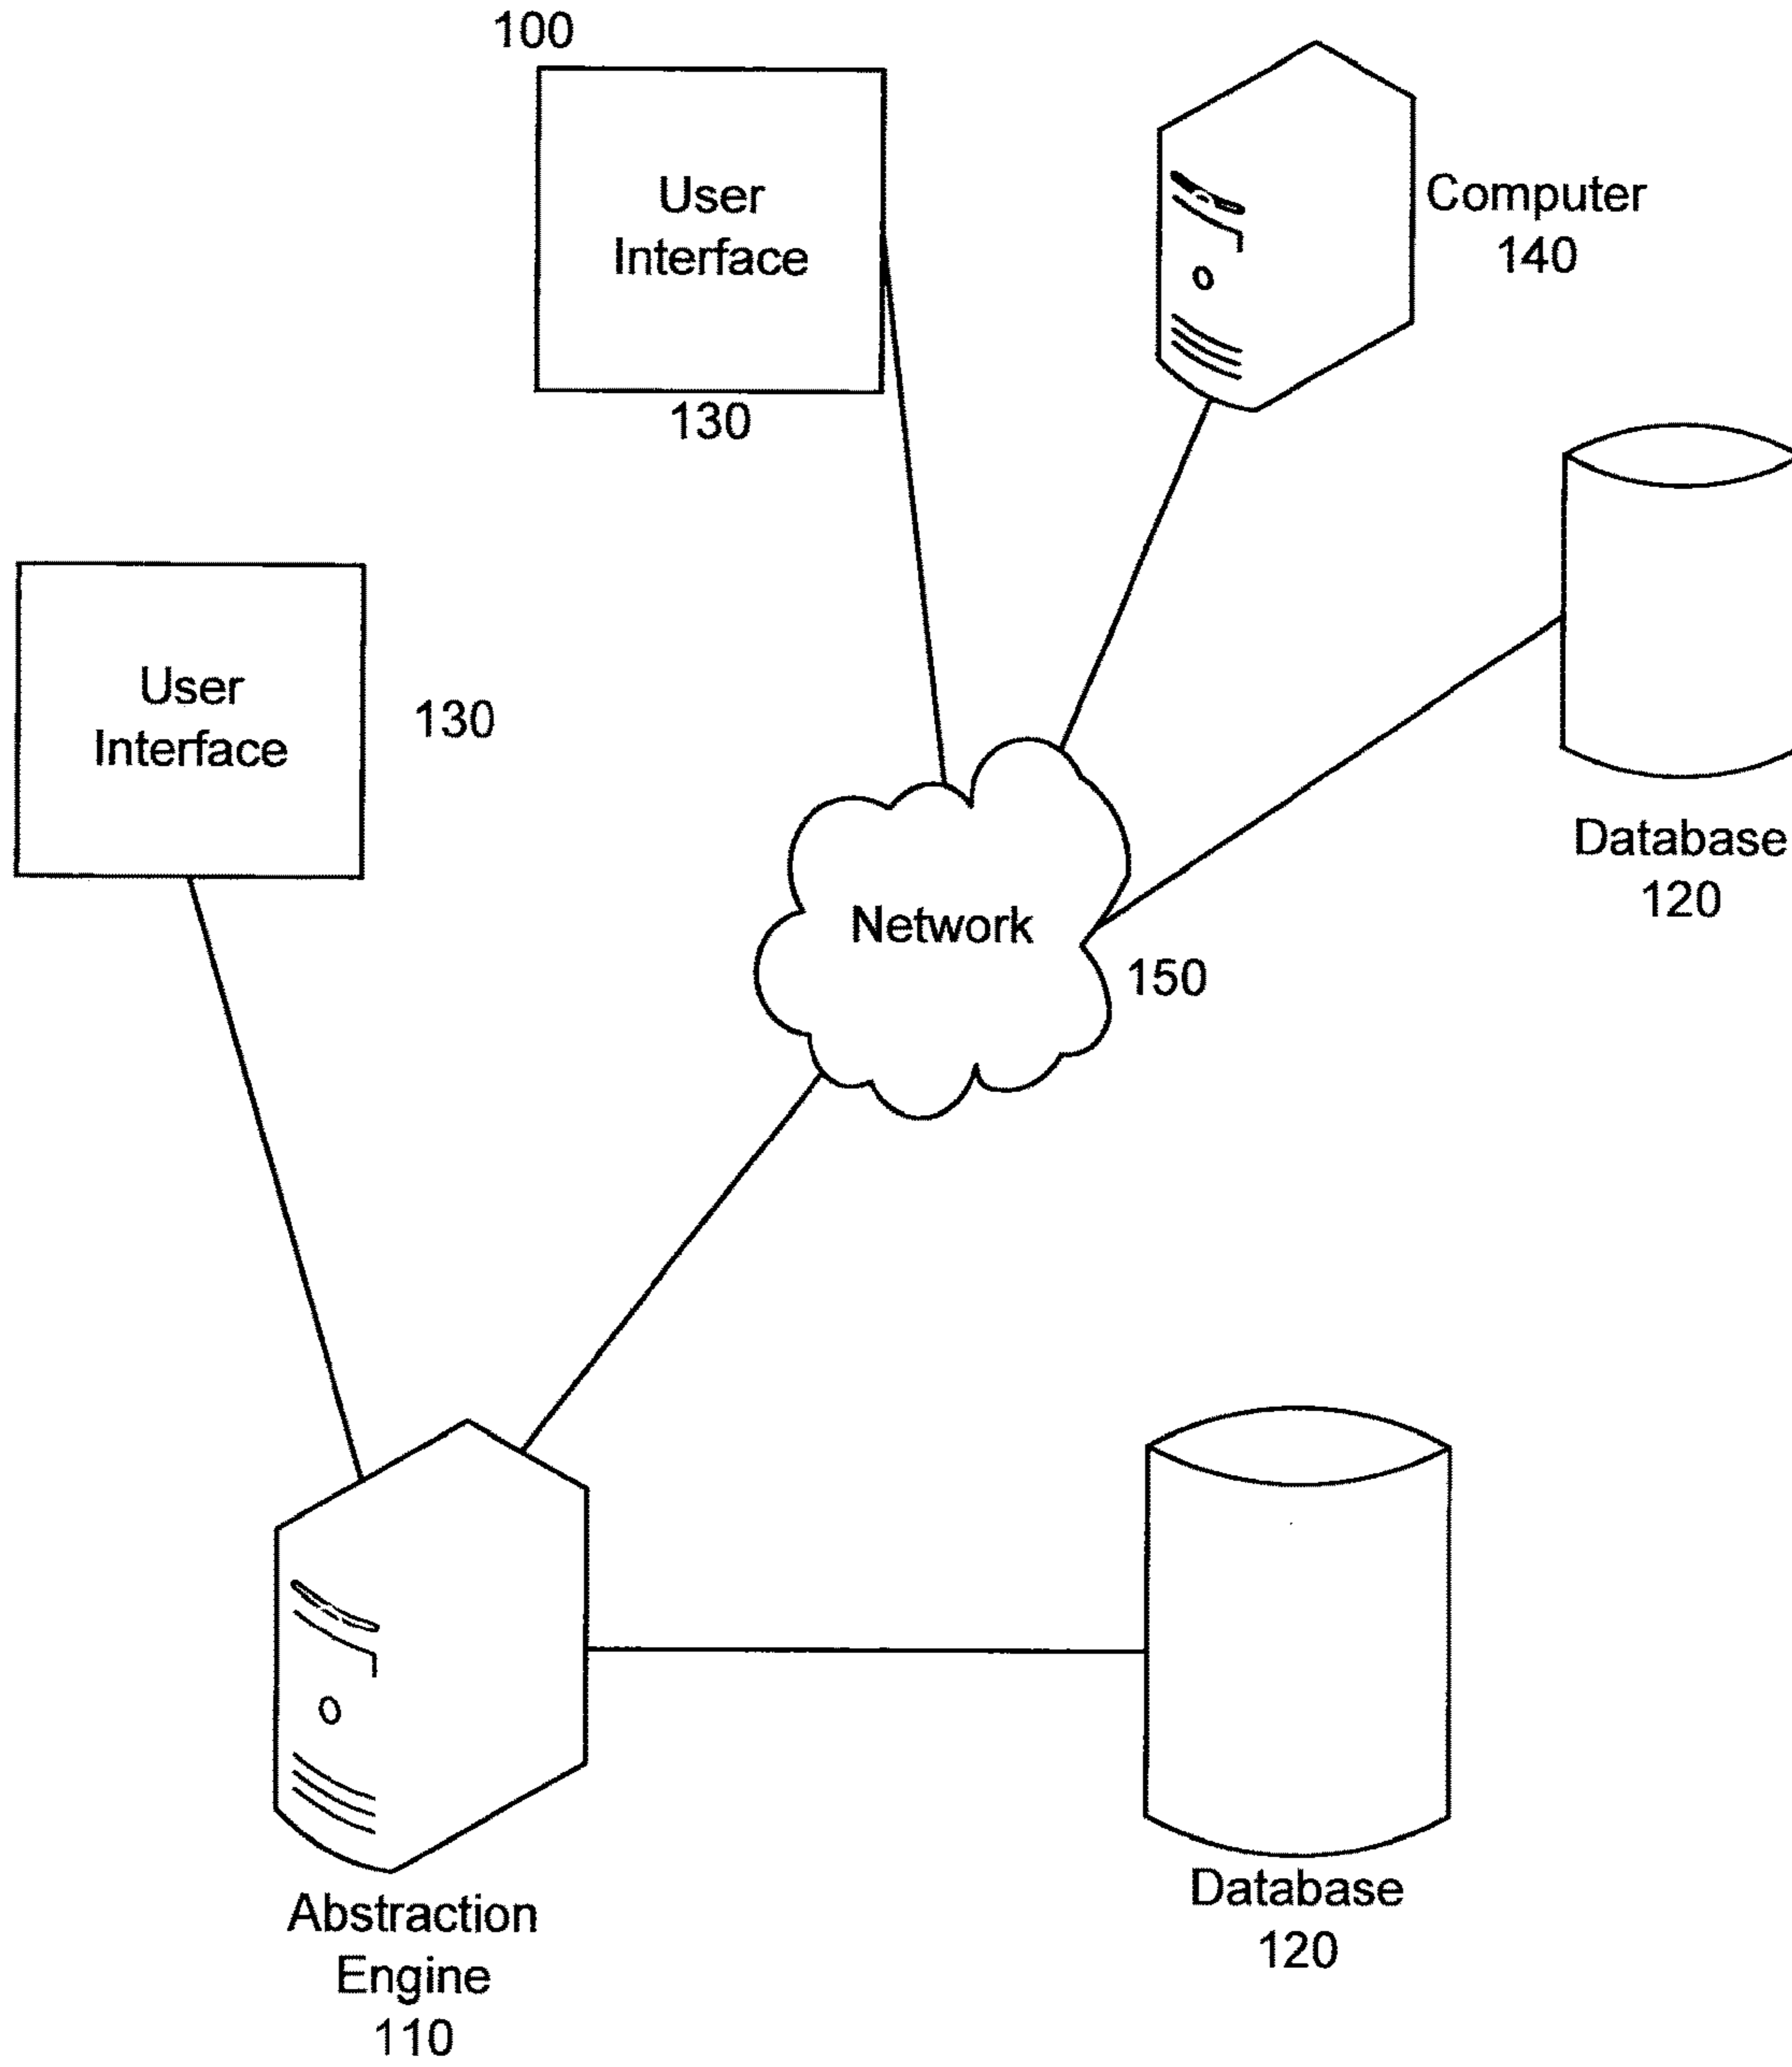 100
User
Interface
130
Computer
140
User
Interface
130
Database
120
Network
150
Abstraction
Engine
110
Database
120